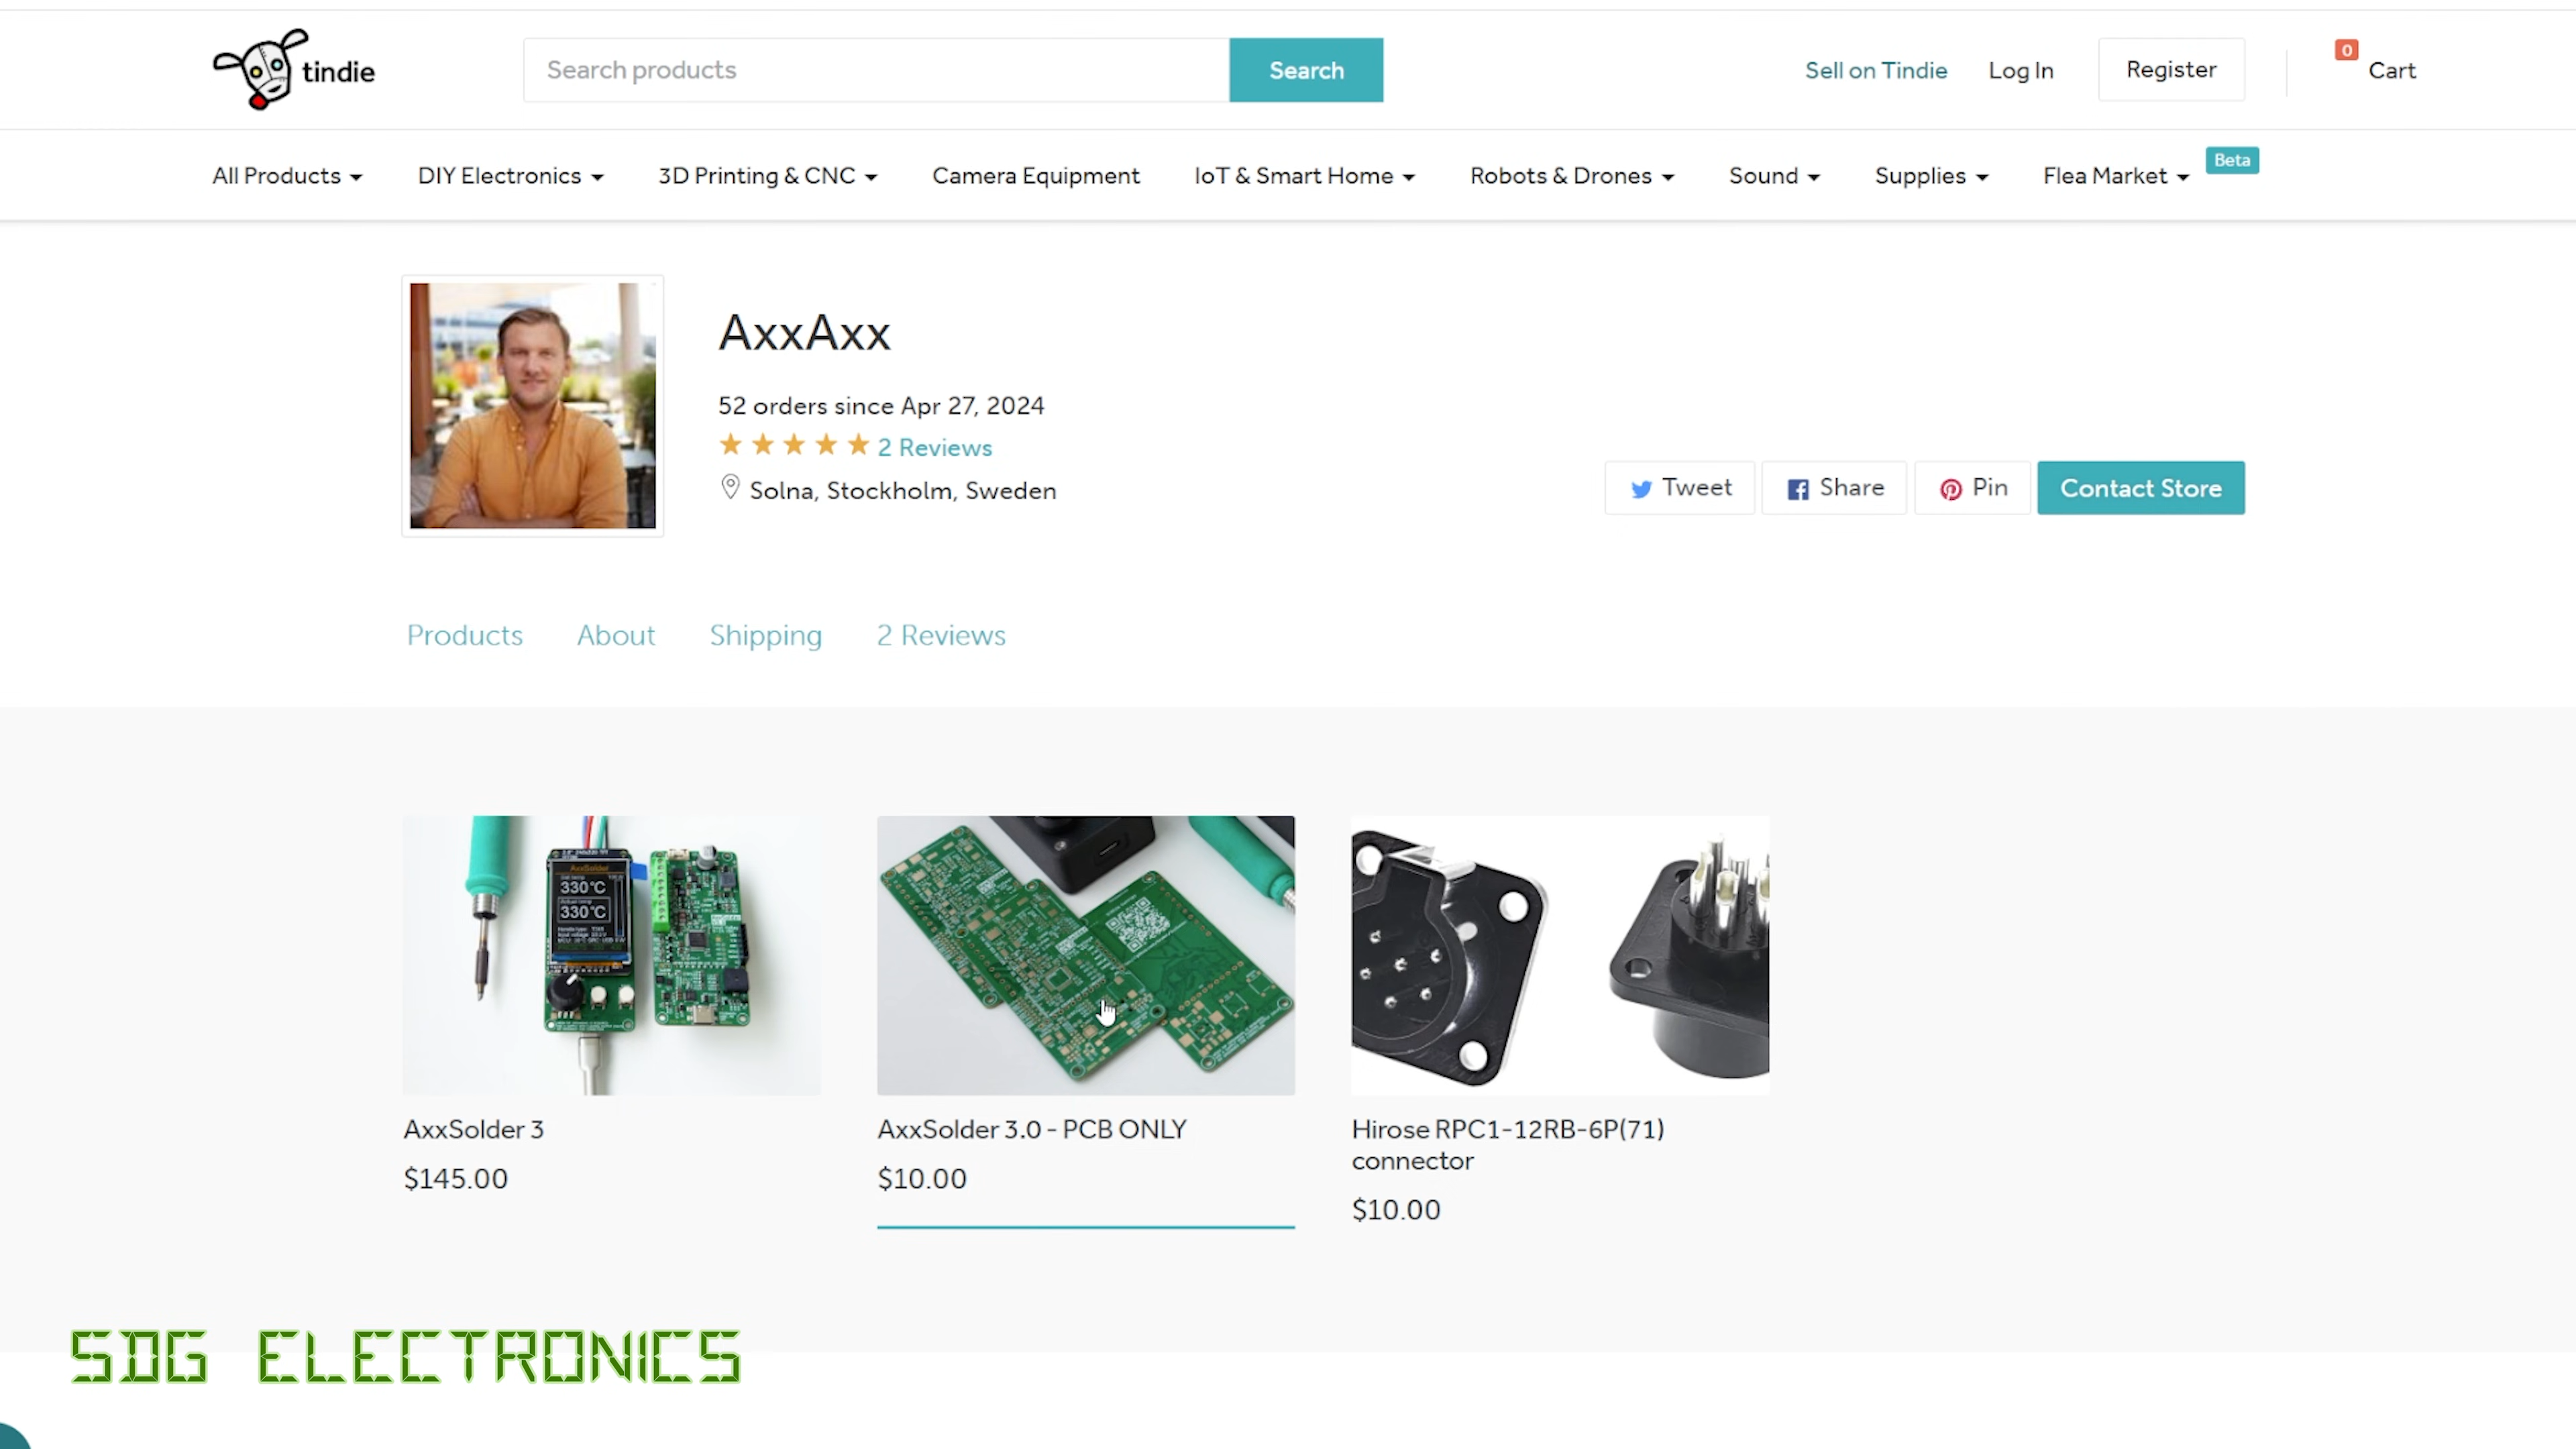 tindie
Search products
Search
Sell on Tindie
Log In
Register
0
Cart
All Products
DIY Electronics
3D Printing & CNC
Camera Equipment
IoT & Smart Home
Robots & Drones
Sound
Supplies
Flea Market
Beta
AxxAxx
52 orders since Apr 27, 2024
2 Reviews
Solna, Stockholm, Sweden
Tweet
Share
Pin
Contact Store
Products
About
Shipping
2 Reviews
AxxSolder
330°C
330°C
AxxSolder 3
$145.00
AxxSolder 3.0 - PCB ONLY
$10.00
Hirose RPC1-12RB-6P(71)
connector
$10.00
SDG ELECTRONICS